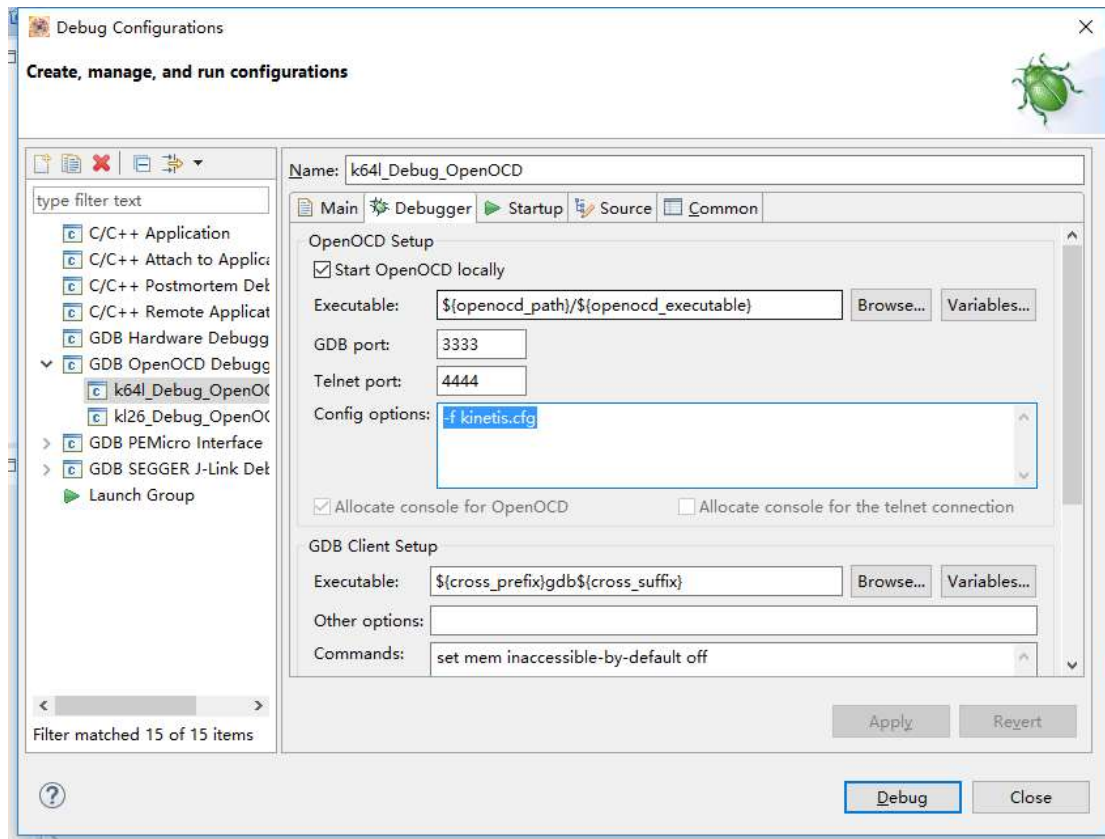 Debug Configurations
Create, manage, and run configurations
Name: k64l_Debug_OpenOCD
type filter text
C/C++ Application
C/C++ Attach to Applica
C/C++ Postmortem Del
C/C++ Remote Applicat
GDB Hardware Debugg
GDB OpenOCD Debugg
k64l_Debug_OpenO
kl26_Debug_OpenO
GDB PEMicro Interface
GDB SEGGER J-Link Del
Launch Group
Filter matched 15 of 15 items
Main Debugger Startup Source Common
OpenOCD Setup
Start OpenOCD locally
Executable: ${openocd_path}/${openocd_executable} Browse... Variables...
GDB port: 3333
Telnet port: 4444
Config options: -f kinetis.cfg
Allocate console for OpenOCD Allocate console for the telnet connection
GDB Client Setup
Executable: ${cross_prefix}gdb${cross_suffix} Browse... Variables...
Other options:
Commands: set mem inaccessible-by-default off
Apply Revert
? Debug Close